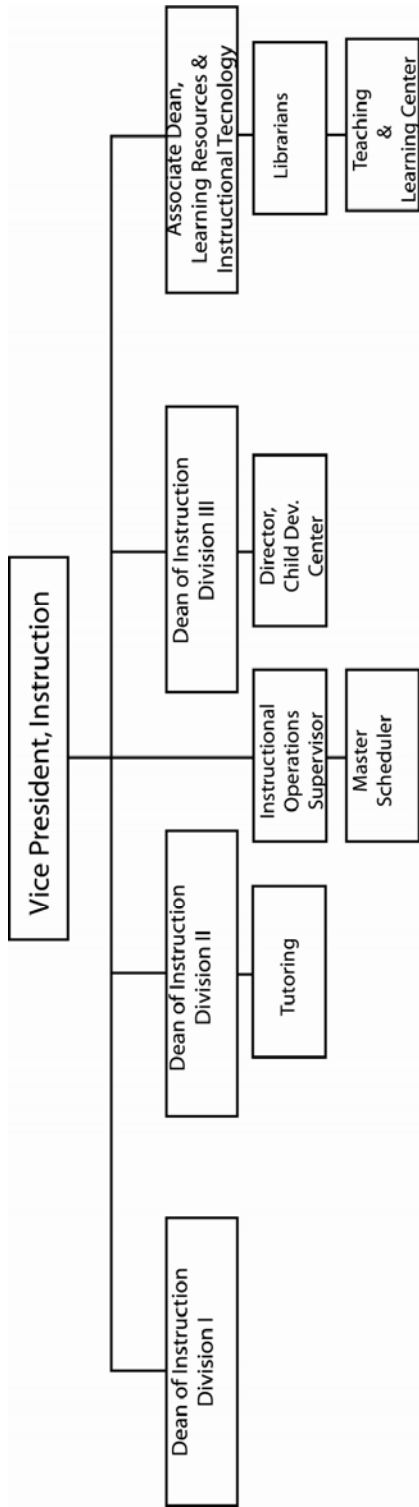 Vice President, Instruction
Dean of Instruction
Division I
Dean of Instruction
Division II
Tutoring
Instructional
Operations
Supervisor
Master
Scheduler
Dean of Instruction
Division III
Director,
Child Dev.
Center
Associate Dean,
Learning Resources &
Instructional Tecnology
Librarians
Teaching
&
Learning Center